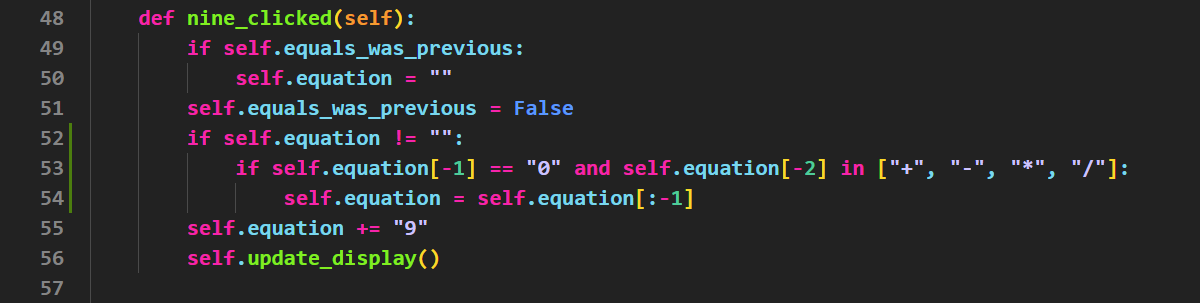 48 def nine_clicked(self):
49 if self.equals_was_previous:
50 self.equation = ""
51 self.equals_was_previous = False
52 if self.equation != "":
53 if self.equation[-1] == "0" and self.equation[-2] in ["+", "-", "*", "/"]:
54 self.equation = self.equation[:-1]
55 self.equation += "9"
56 self.update_display()
57